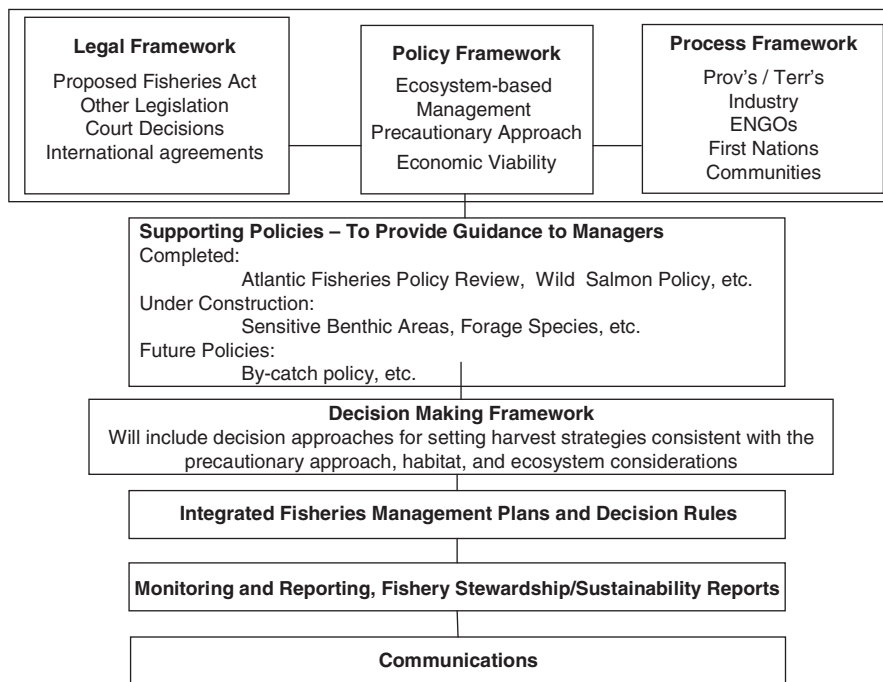 Legal Framework
Proposed Fisheries Act
Other Legislation
Court Decisions
International agreements
Policy Framework
Ecosystem-based
Management
Precautionary Approach
Economic Viability
Process Framework
Prov's / Terr's
Industry
ENGOs
First Nations
Communities
Supporting Policies – To Provide Guidance to Managers
Completed:
Atlantic Fisheries Policy Review, Wild Salmon Policy, etc.
Under Construction:
Sensitive Benthic Areas, Forage Species, etc.
Future Policies:
By-catch policy, etc.
Decision Making Framework
Will include decision approaches for setting harvest strategies consistent with the
precautionary approach, habitat, and ecosystem considerations
Integrated Fisheries Management Plans and Decision Rules
Monitoring and Reporting, Fishery Stewardship/Sustainability Reports
Communications